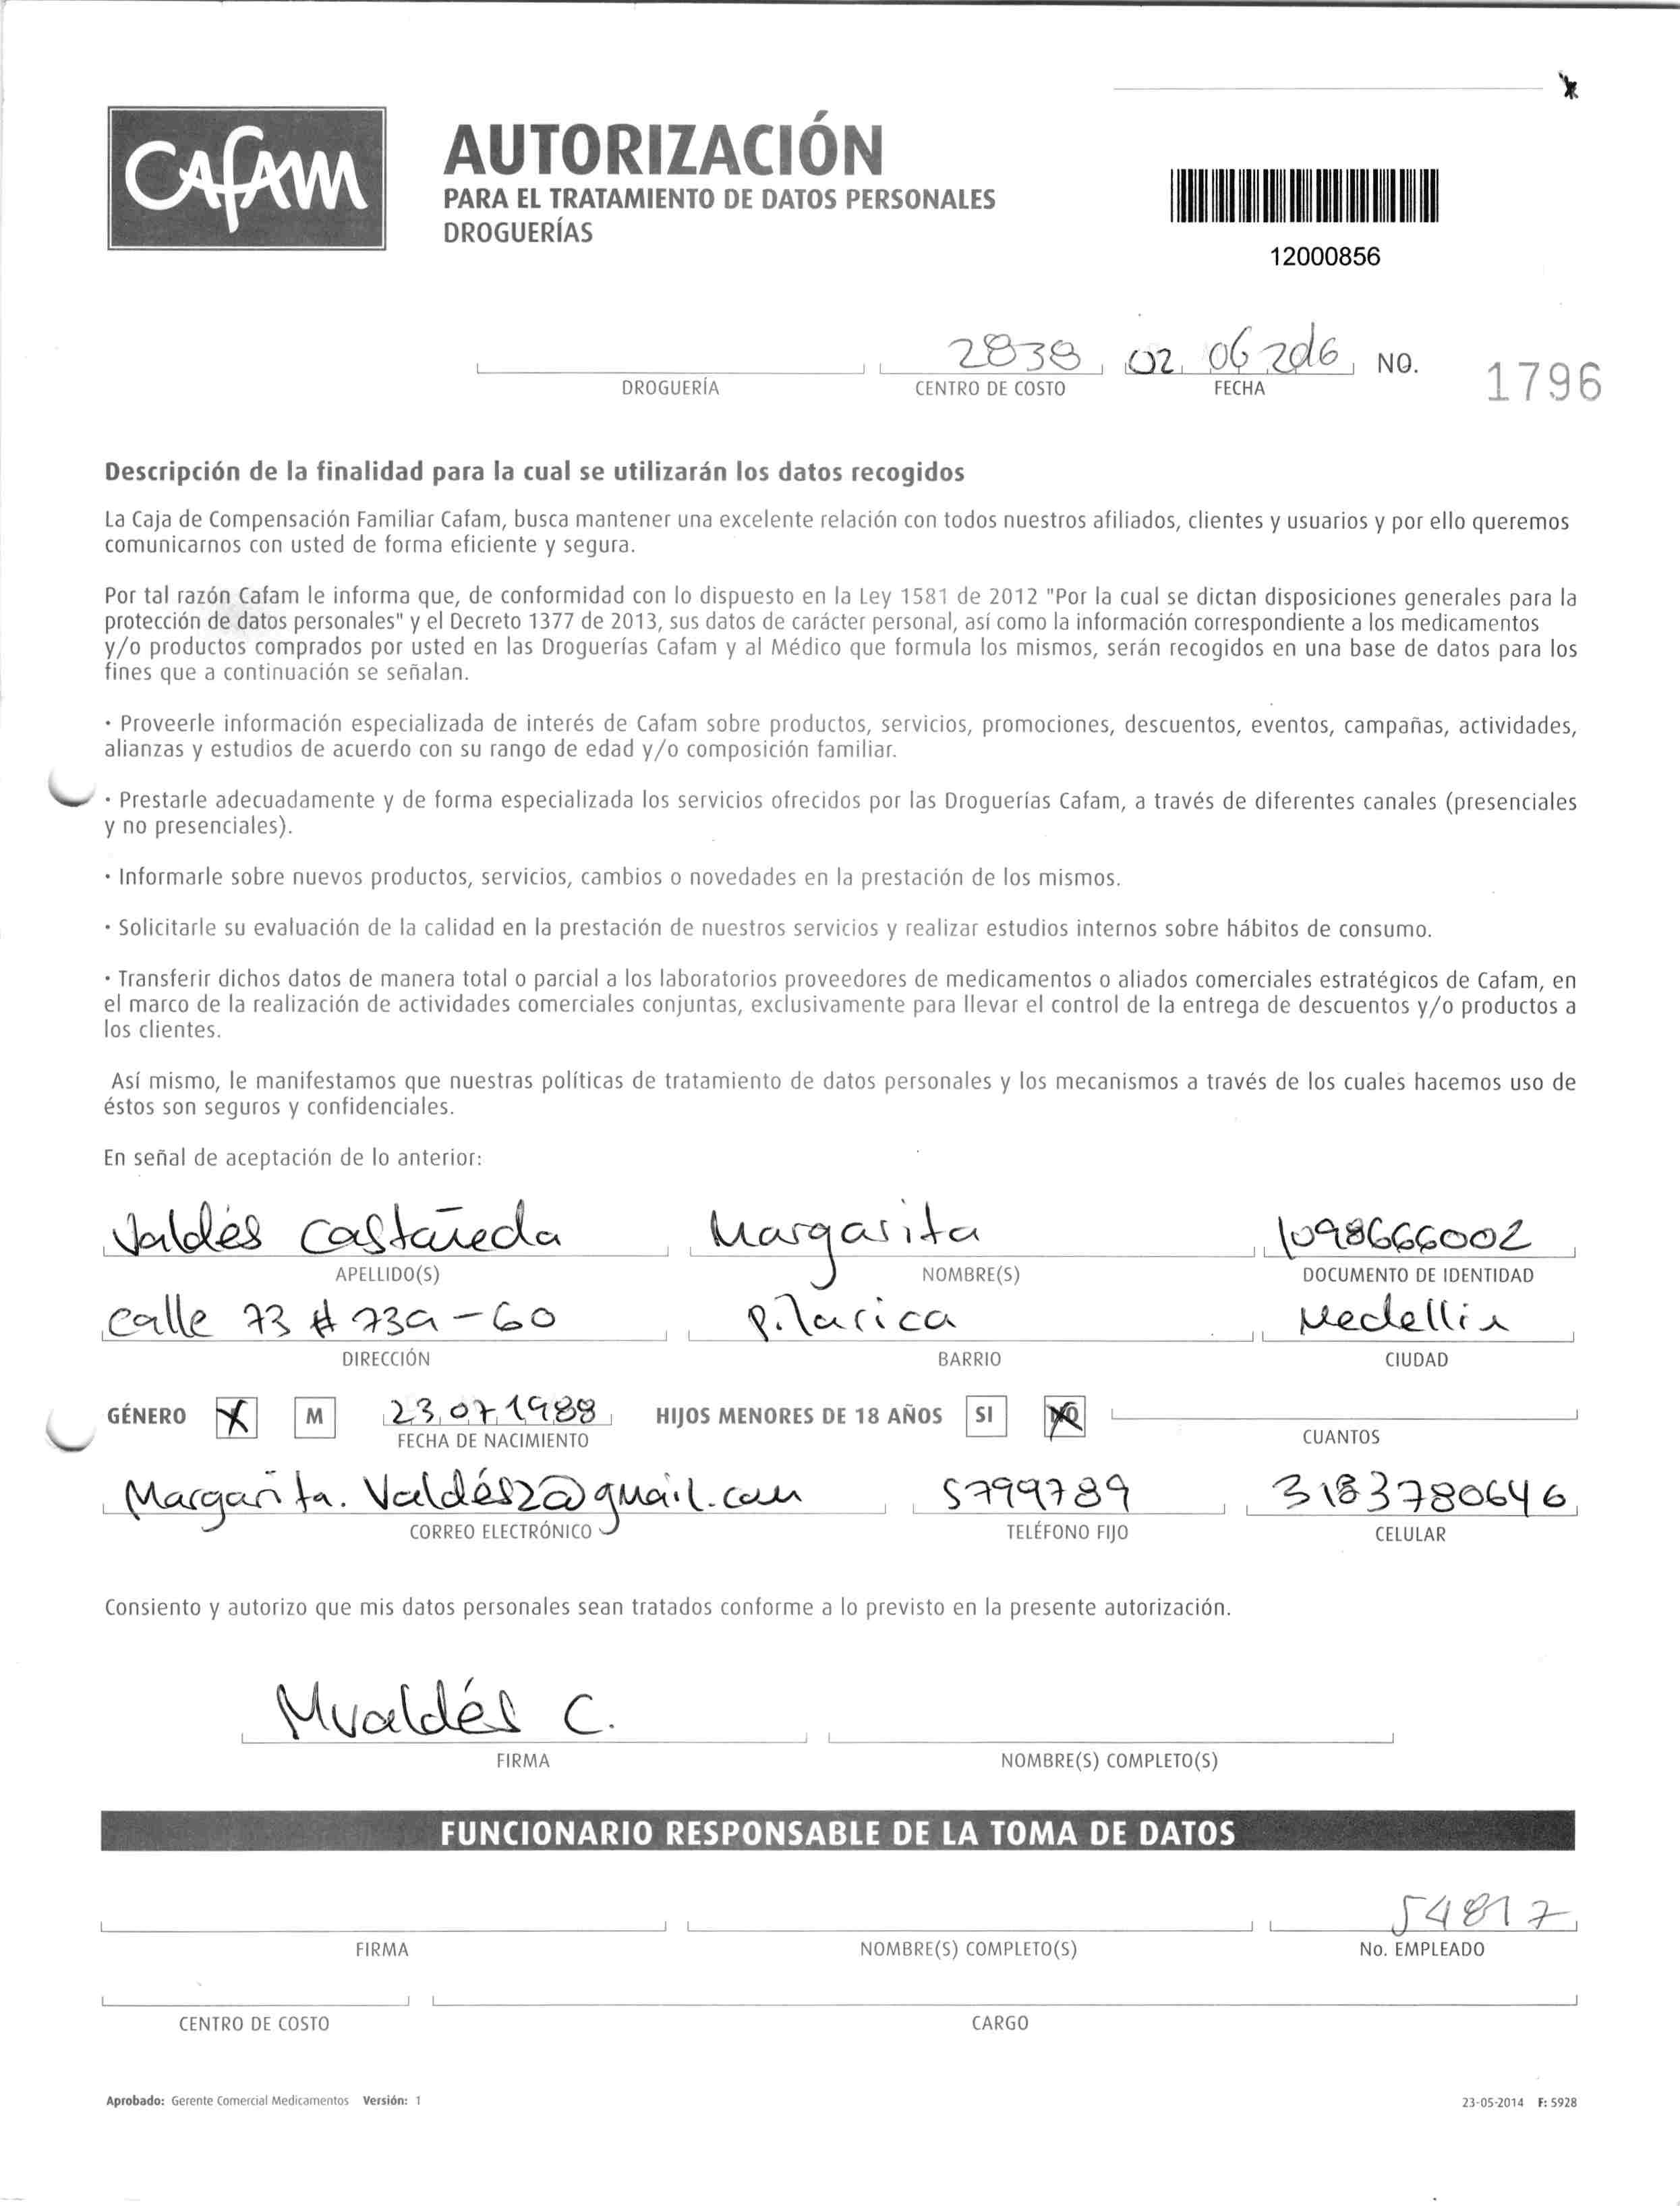 Cafam
AUTORIZACIÓN
PARA EL TRATAMIENTO DE DATOS PERSONALES
DROGUERÍAS
12000856
2838 02 06 2016 NO. 1796
DROGUERÍA CENTRO DE COSTO FECHA
Descripción de la finalidad para la cual se utilizarán los datos recogidos
La Caja de Compensación Familiar Cafam, busca mantener una excelente relación con todos nuestros afiliados, clientes y usuarios y por ello queremos
comunicarnos con usted de forma eficiente y segura.
Por tal razón Cafam le informa que, de conformidad con lo dispuesto en la Ley 1581 de 2012 "Por la cual se dictan disposiciones generales para la
protección de datos personales" y el Decreto 1377 de 2013, sus datos de carácter personal, así como la información correspondiente a los medicamentos
y/o productos comprados por usted en las Droguerías Cafam y al Médico que formula los mismos, serán recogidos en una base de datos para los
fines que a continuación se señalan.
· Proveerle información especializada de interés de Cafam sobre productos, servicios, promociones, descuentos, eventos, campañas, actividades,
alianzas y estudios de acuerdo con su rango de edad y/o composición familiar.
· Prestarle adecuadamente y de forma especializada los servicios ofrecidos por las Droguerías Cafam, a través de diferentes canales (presenciales
y no presenciales).
· Informarle sobre nuevos productos, servicios, cambios o novedades en la prestación de los mismos.
· Solicitarle su evaluación de la calidad en la prestación de nuestros servicios y realizar estudios internos sobre hábitos de consumo.
· Transferir dichos datos de manera total o parcial a los laboratorios proveedores de medicamentos o aliados comerciales estratégicos de Cafam, en
el marco de la realización de actividades comerciales conjuntas, exclusivamente para llevar el control de la entrega de descuentos y/o productos a
los clientes.
Así mismo, le manifestamos que nuestras políticas de tratamiento de datos personales y los mecanismos a través de los cuales hacemos uso de
éstos son seguros y confidenciales.
En señal de aceptación de lo anterior:
Valdés Castañeda Margarita 1098666002
APELLIDO(S) NOMBRE(S) DOCUMENTO DE IDENTIDAD
Calle 73 # 73a - 60 Pilarica Medellin
DIRECCIÓN BARRIO CIUDAD
GÉNERO X M 23 07 1988 HIJOS MENORES DE 18 AÑOS SI NO
FECHA DE NACIMIENTO CUANTOS
Margarita.Valdés2@gmail.com 5799789 3183780646
CORREO ELECTRÓNICO TELÉFONO FIJO CELULAR
Consiento y autorizo que mis datos personales sean tratados conforme a lo previsto en la presente autorización.
MValdés C.
FIRMA NOMBRE(S) COMPLETO(S)
FUNCIONARIO RESPONSABLE DE LA TOMA DE DATOS
54817
FIRMA NOMBRE(S) COMPLETO(S) No. EMPLEADO
CENTRO DE COSTO CARGO
Aprobado: Gerente Comercial Medicamentos Versión: 1 23-05-2014 F: 5928